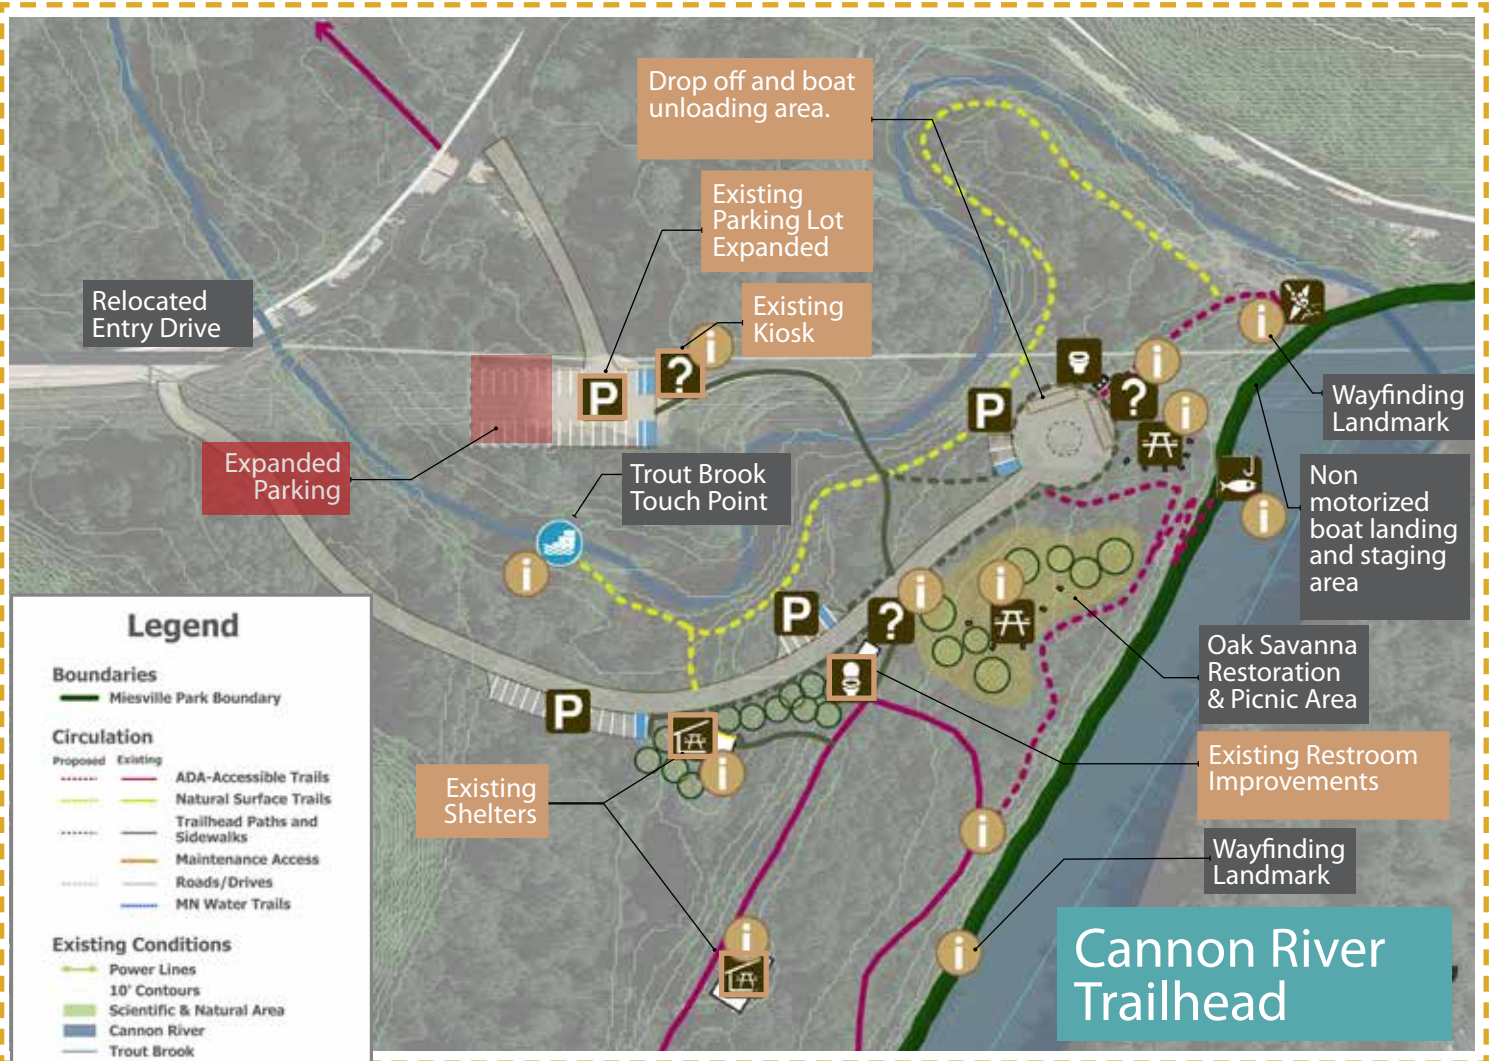 Drop off and boat
unloading area.
Existing
Parking Lot
Expanded
Existing
Kiosk
Relocated
Entry Drive
Wayfinding
Landmark
Expanded
Parking
Trout Brook
Touch Point
Non
motorized
boat landing
and staging
area
Oak Savanna
Restoration
& Picnic Area
Existing Restroom
Improvements
Existing
Shelters
Wayfinding
Landmark
Cannon River
Trailhead
P
?
i
i
P
?
i
i
i
i
P
?
i
i
P
i
i
i
i
Legend
Boundaries
Miesville Park Boundary
Circulation
Proposed Existing
ADA-Accessible Trails
Natural Surface Trails
Trailhead Paths and
Sidewalks
Maintenance Access
Roads/Drives
MN Water Trails
Existing Conditions
Power Lines
10' Contours
Scientific & Natural Area
Cannon River
Trout Brook